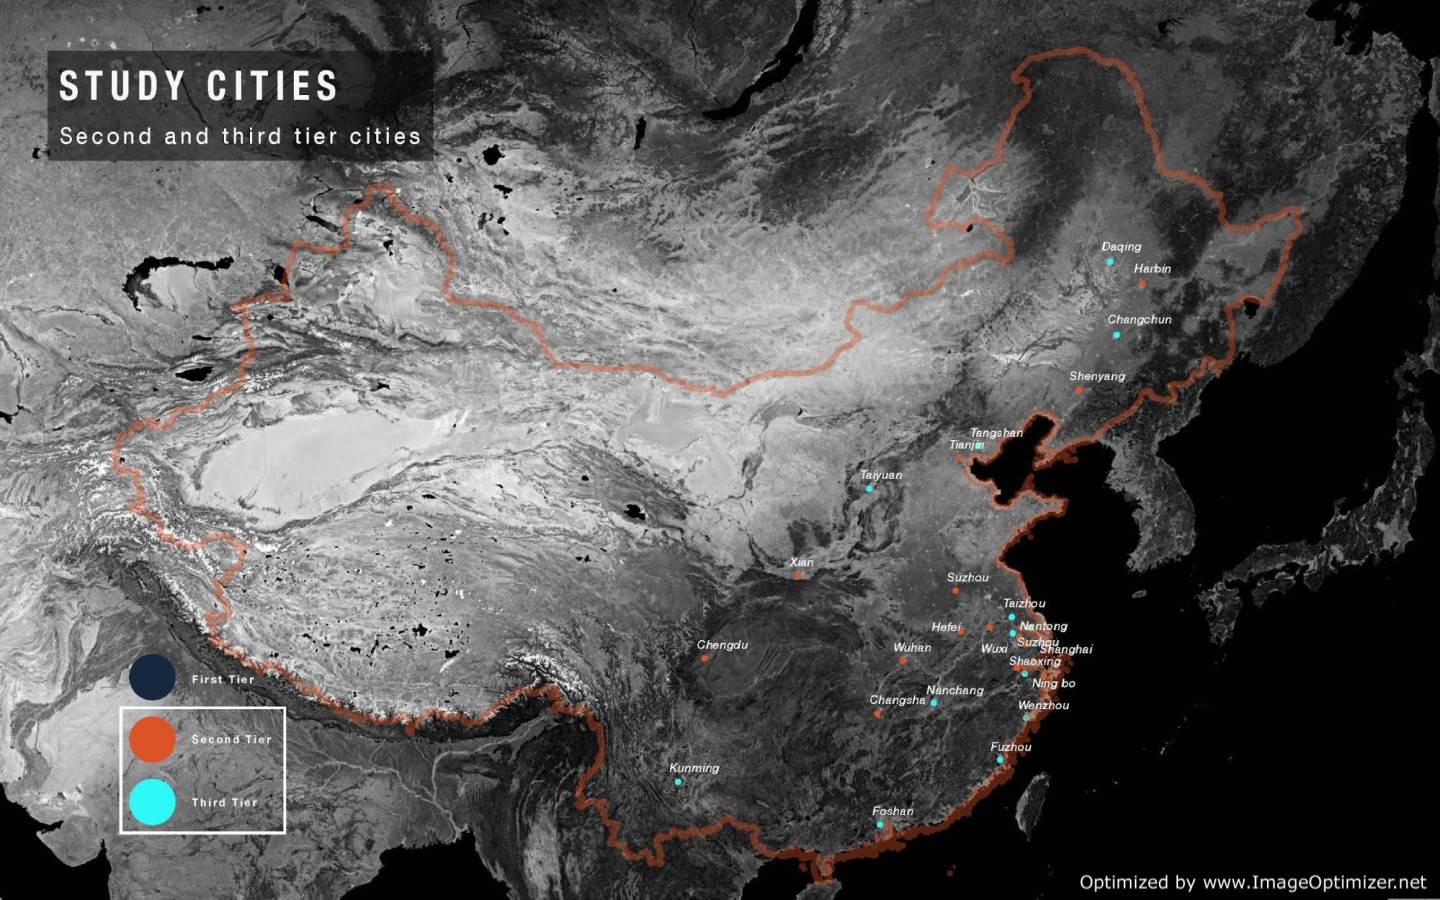 STUDY CITIES
Second and third tier cities
Daqing
Harbin
Changchun
Shenyang
Tangshan
Tianjin
Taiyuan
Xian
Suzhou
Taizhou
Hefei
Nantong
Suzhou
Wuxi
Shanghai
Chengdu
Wuhan
Shaoxing
Ning bo
Changsha
Nanchang
Wenzhou
Fuzhou
Kunming
Foshan
First Tier
Second Tier
Third Tier
Optimized by www.ImageOptimizer.net